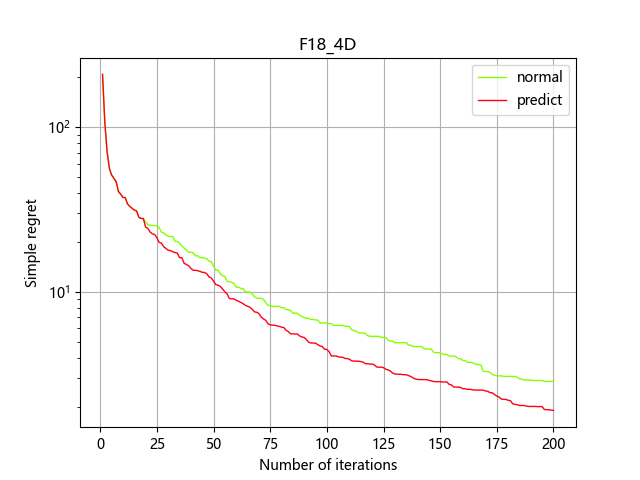 F18_4D
normal
predict
Simple regret
10²
10¹
0 25 50 75 100 125 150 175 200
Number of iterations